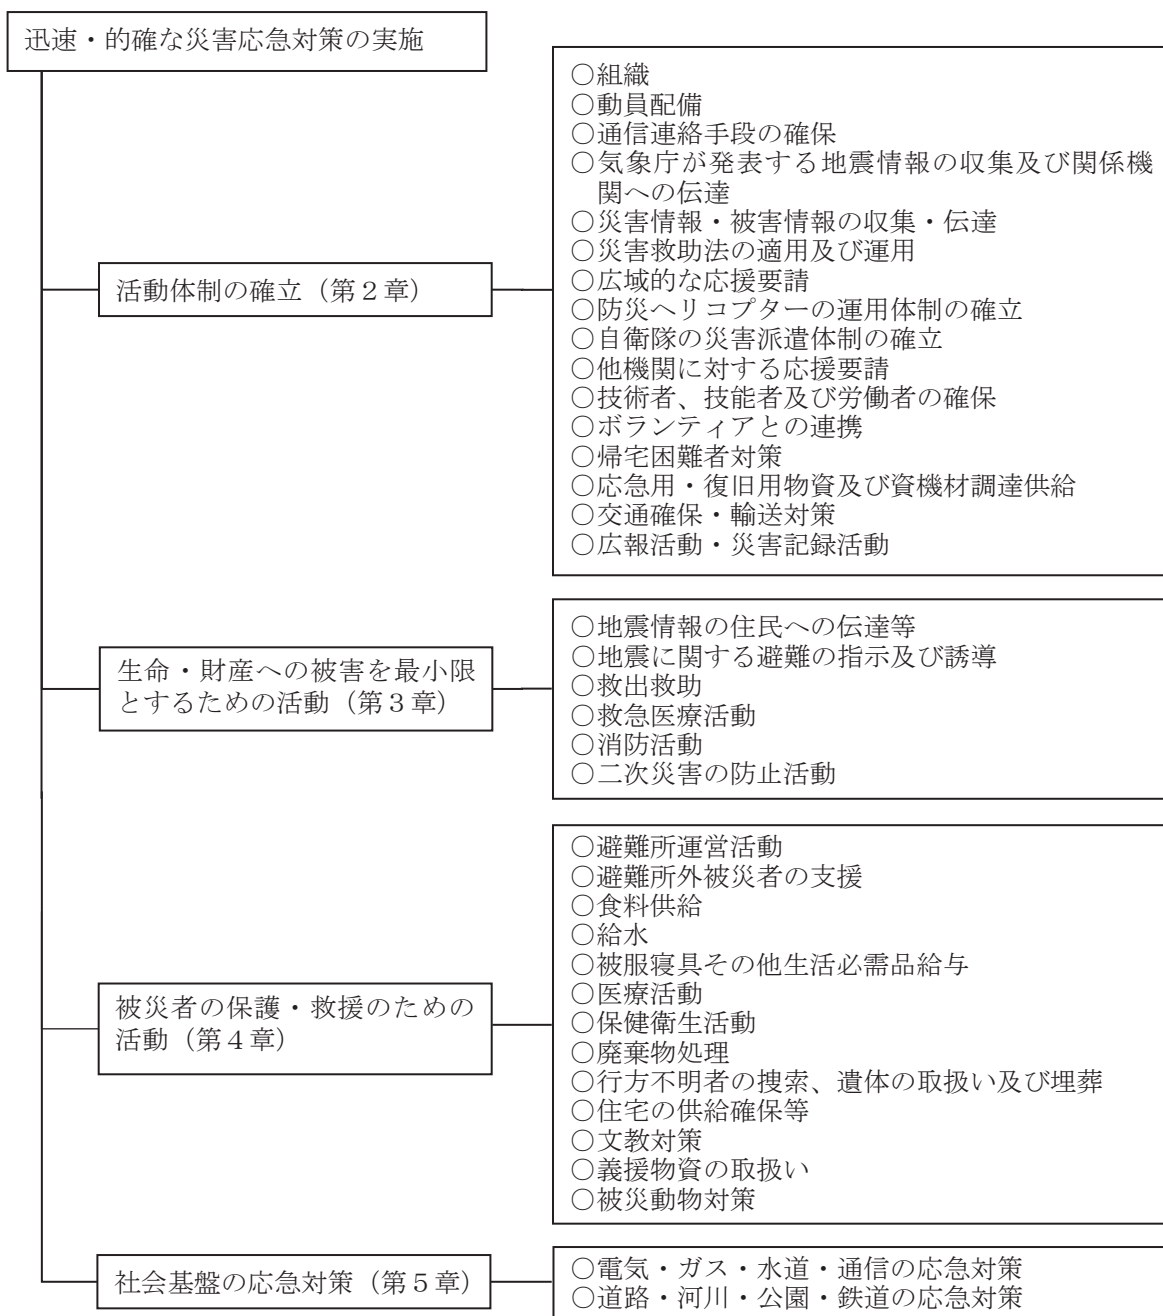 迅速・的確な災害応急対策の実施
活動体制の確立（第２章）
○組織
○動員配備
○通信連絡手段の確保
○気象庁が発表する地震情報の収集及び関係機
関への伝達
○災害情報・被害情報の収集・伝達
○災害救助法の適用及び運用
○広域的な応援要請
○防災ヘリコプターの運用体制の確立
○自衛隊の災害派遣体制の確立
○他機関に対する応援要請
○技術者、技能者及び労働者の確保
○ボランティアとの連携
○帰宅困難者対策
○応急用・復旧用物資及び資機材調達供給
○交通確保・輸送対策
○広報活動・災害記録活動
生命・財産への被害を最小限
とするための活動（第３章）
○地震情報の住民への伝達等
○地震に関する避難の指示及び誘導
○救出救助
○救急医療活動
○消防活動
○二次災害の防止活動
被災者の保護・救援のための
活動（第４章）
○避難所運営活動
○避難所外被災者の支援
○食料供給
○給水
○被服寝具その他生活必需品給与
○医療活動
○保健衛生活動
○廃棄物処理
○行方不明者の捜索、遺体の取扱い及び埋葬
○住宅の供給確保等
○文教対策
○義援物資の取扱い
○被災動物対策
社会基盤の応急対策（第５章）
○電気・ガス・水道・通信の応急対策
○道路・河川・公園・鉄道の応急対策